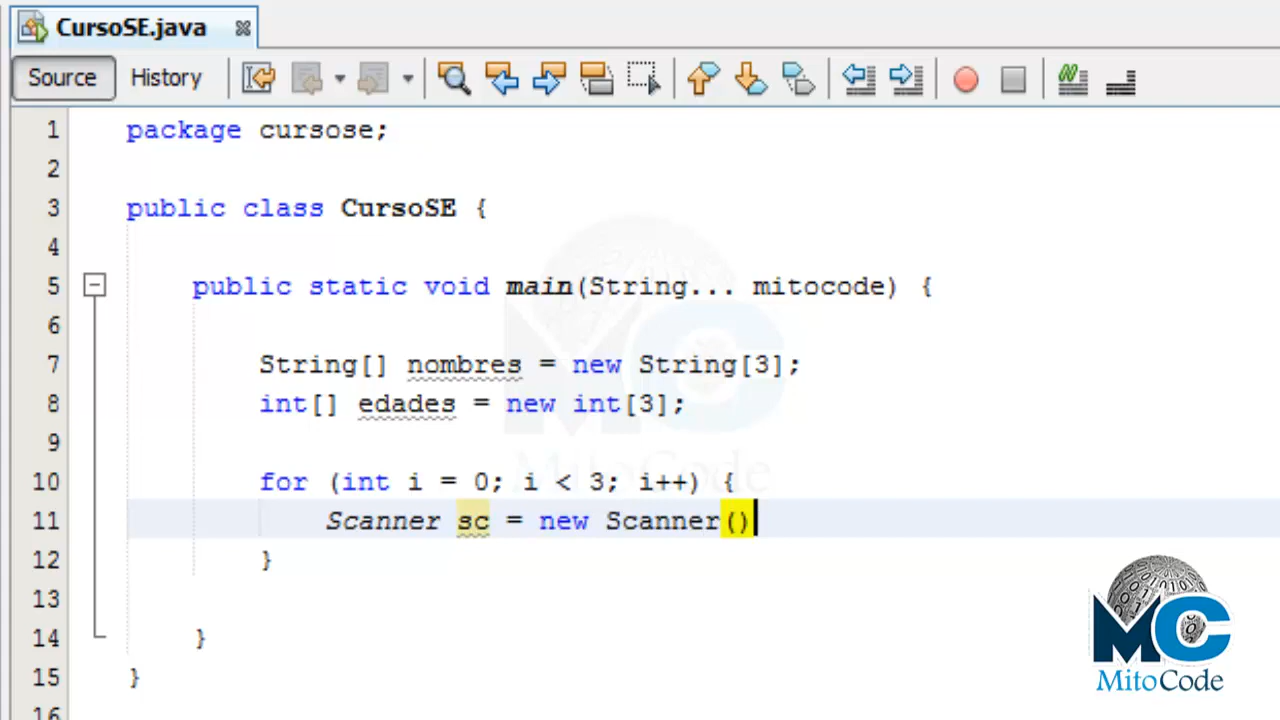 CursoSE.java
Source History
1 package cursose;
2
3 public class CursoSE {
4
5 public static void main(String... mitocode) {
6
7 String[] nombres = new String[3];
8 int[] edades = new int[3];
9
10 for (int i = 0; i < 3; i++) {
11 Scanner sc = new Scanner()
12 }
13
14 }
15 }
16
MitoCode
MC
MitoCode